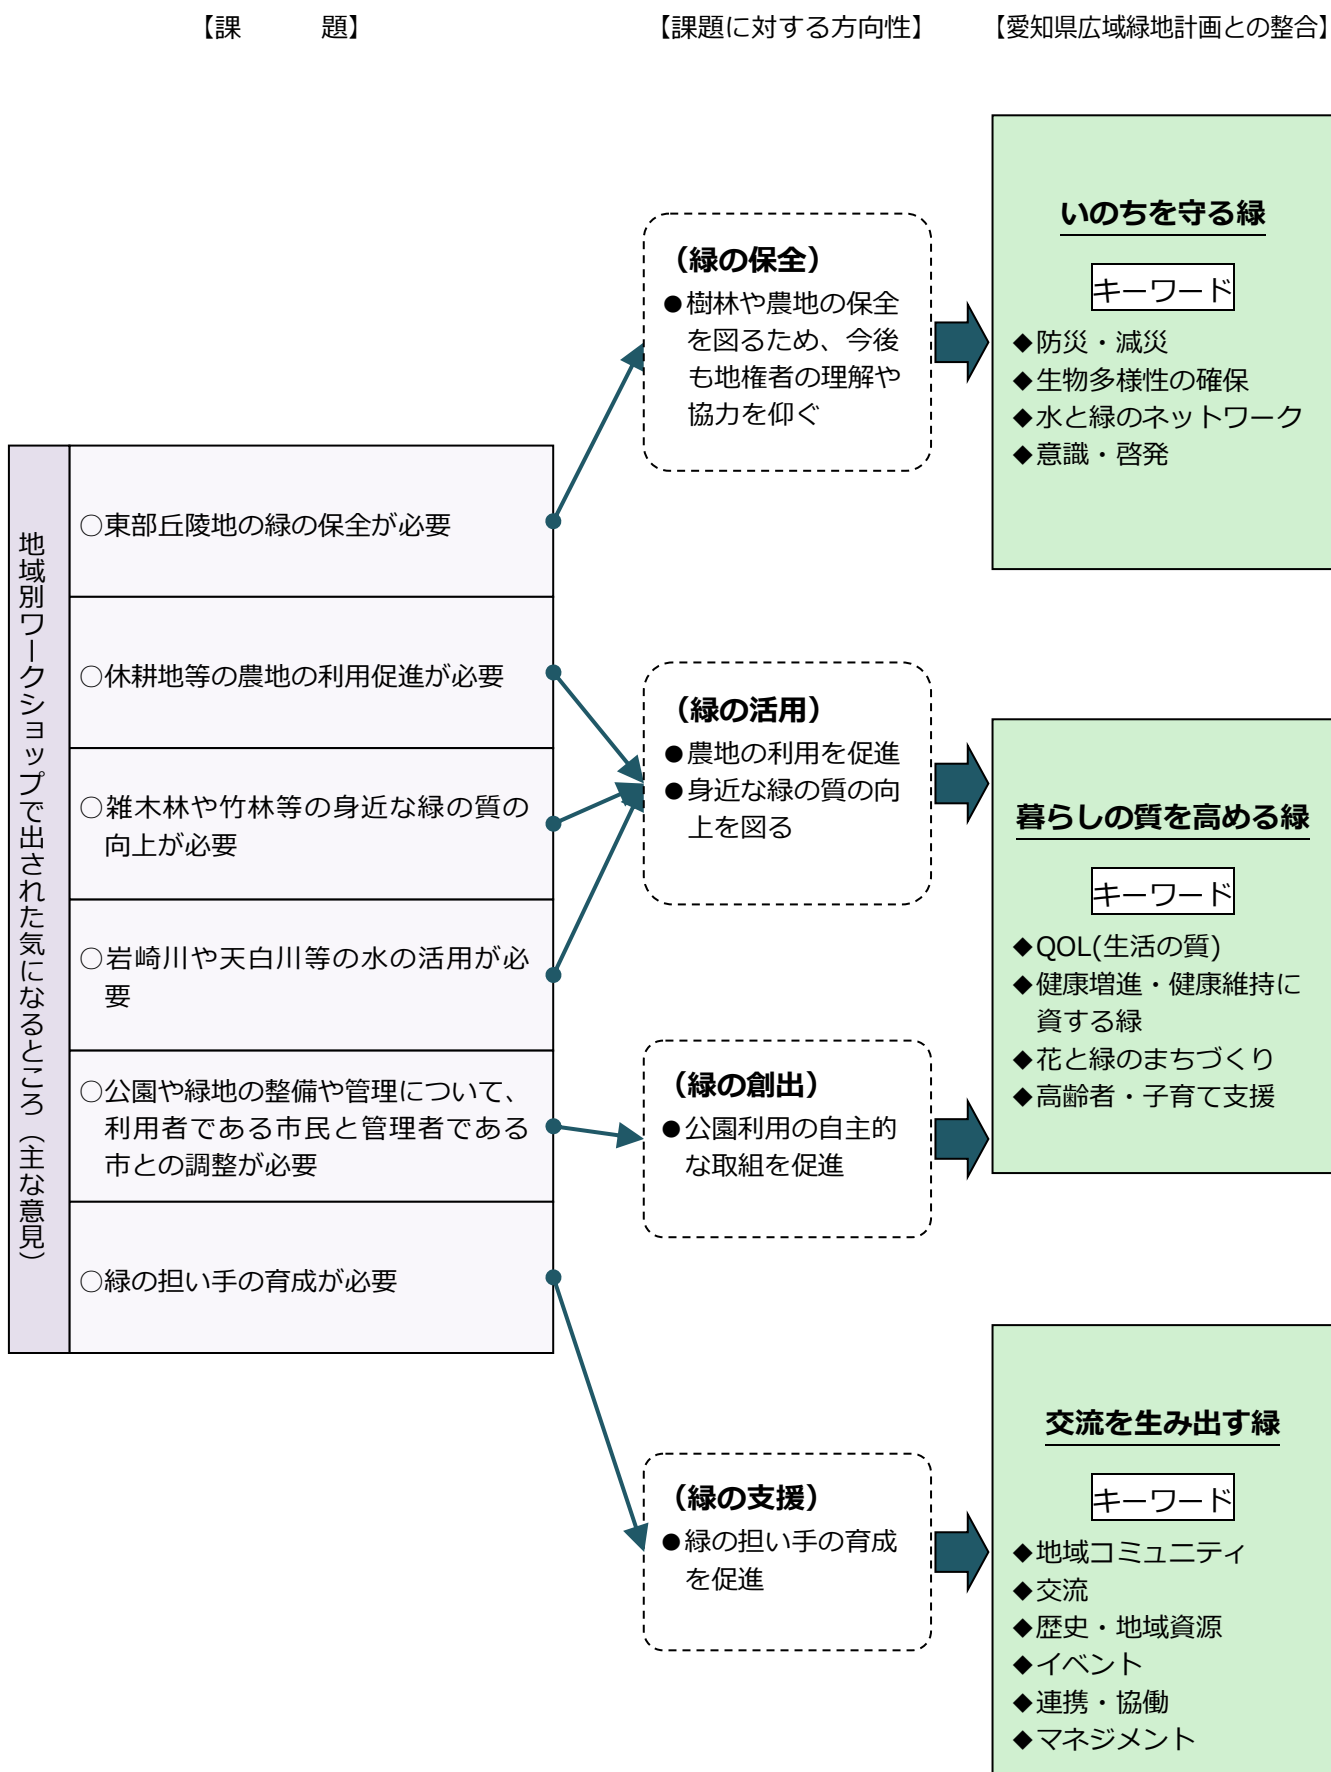 【課　　　題】
【課題に対する方向性】
【愛知県広域緑地計画との整合】
地域別ワークショップで出された気になるところ（主な意見）
○東部丘陵地の緑の保全が必要
○休耕地等の農地の利用促進が必要
○雑木林や竹林等の身近な緑の質の
向上が必要
○岩崎川や天白川等の水の活用が必
要
○公園や緑地の整備や管理について、
利用者である市民と管理者である
市との調整が必要
○緑の担い手の育成が必要
（緑の保全）
●樹林や農地の保全
を図るため、今後
も地権者の理解や
協力を仰ぐ
（緑の活用）
●農地の利用を促進
●身近な緑の質の向
上を図る
（緑の創出）
●公園利用の自主的
な取組を促進
（緑の支援）
●緑の担い手の育成
を促進
いのちを守る緑
キーワード
◆防災・減災
◆生物多様性の確保
◆水と緑のネットワーク
◆意識・啓発
暮らしの質を高める緑
キーワード
◆QOL(生活の質)
◆健康増進・健康維持に
資する緑
◆花と緑のまちづくり
◆高齢者・子育て支援
交流を生み出す緑
キーワード
◆地域コミュニティ
◆交流
◆歴史・地域資源
◆イベント
◆連携・協働
◆マネジメント